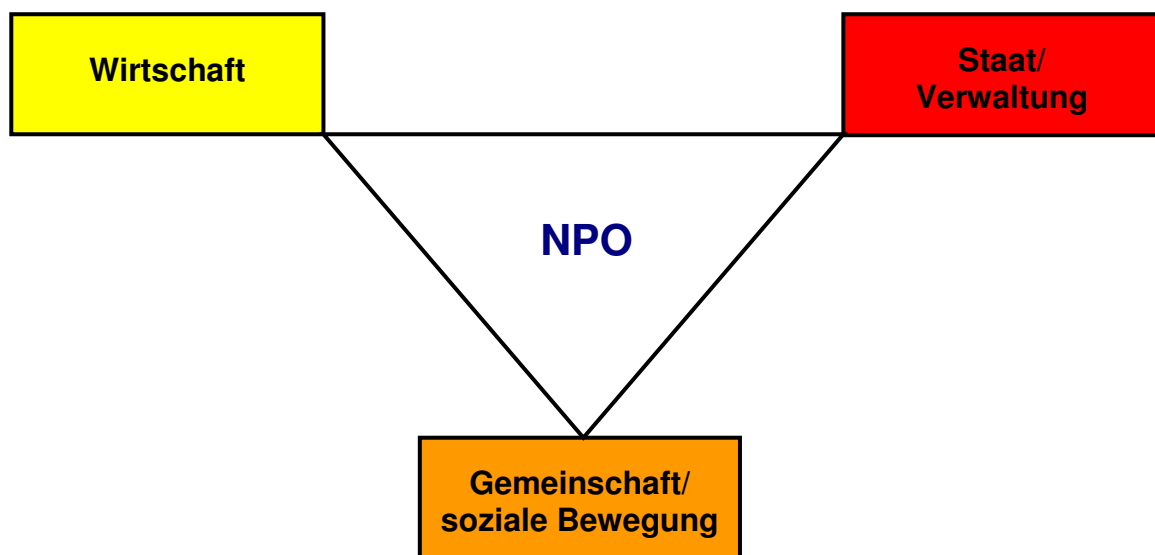 Wirtschaft
Staat/
Verwaltung
NPO
Gemeinschaft/
soziale Bewegung